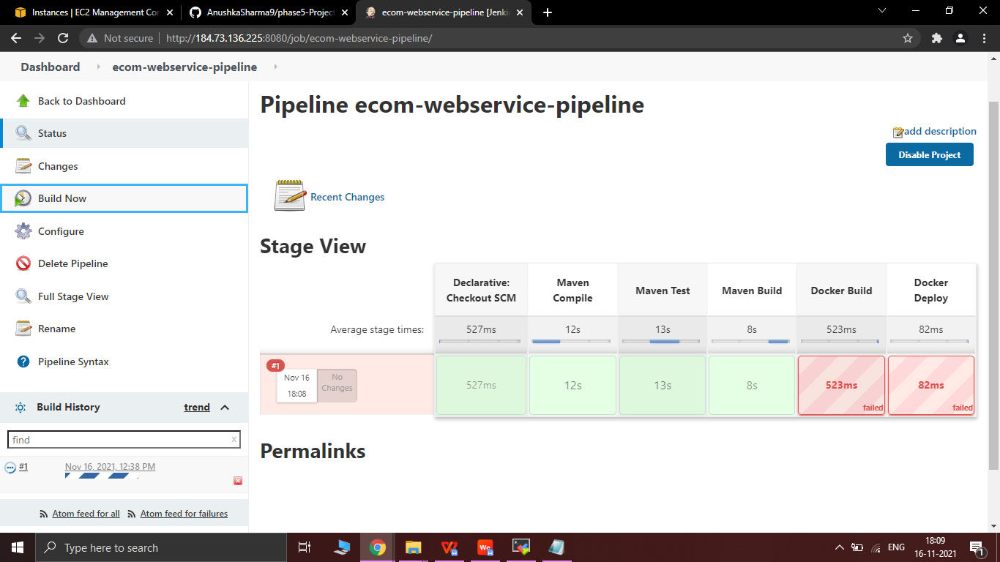 Instances | EC2 Management Con
AnushkaSharma9/phase5-Project
ecom-webservice-pipeline [Jenkin
Not secure
http://184.73.136.225:8080/job/ecom-webservice-pipeline/
Dashboard
ecom-webservice-pipeline
Back to Dashboard
Status
Changes
Build Now
Configure
Delete Pipeline
Full Stage View
Rename
Pipeline Syntax
Build History
trend
find
x
#1
Nov 16, 2021, 12:38 PM
Atom feed for all
Atom feed for failures
Pipeline ecom-webservice-pipeline
add description
Disable Project
Recent Changes
Stage View
Declarative:
Checkout SCM
Maven
Compile
Maven Test
Maven Build
Docker Build
Docker
Deploy
Average stage times:
527ms
12s
13s
8s
523ms
82ms
#1
Nov 16
18:08
No
Changes
527ms
12s
13s
8s
523ms
failed
82ms
failed
Permalinks
Type here to search
ENG
18:09
16-11-2021
1